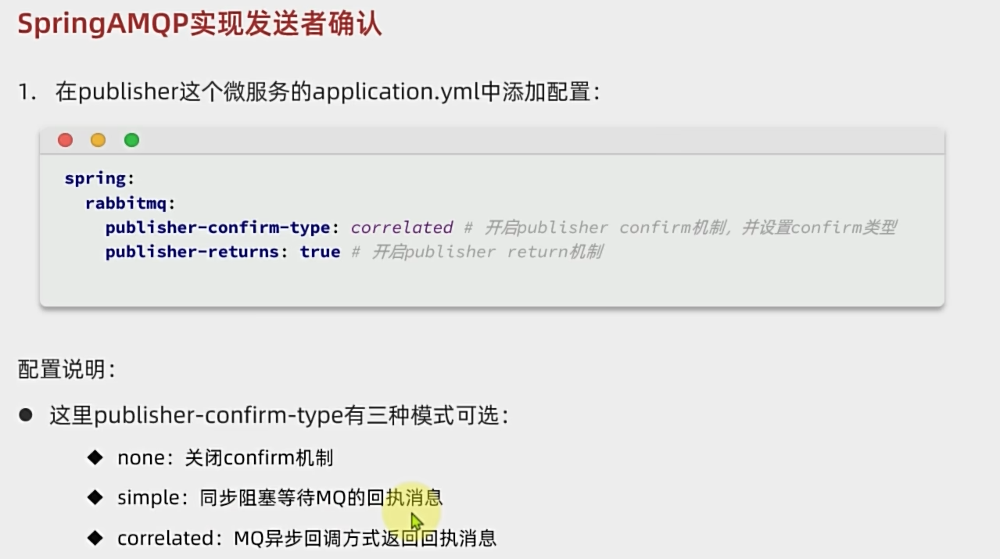 SpringAMQP实现发送者确认
1. 在publisher这个微服务的application.yml中添加配置：
spring:
  rabbitmq:
    publisher-confirm-type: correlated # 开启publisher confirm机制，并设置confirm类型
    publisher-returns: true # 开启publisher return机制
配置说明：
● 这里publisher-confirm-type有三种模式可选：
◆ none：关闭confirm机制
◆ simple：同步阻塞等待MQ的回执消息
◆ correlated：MQ异步回调方式返回回执消息